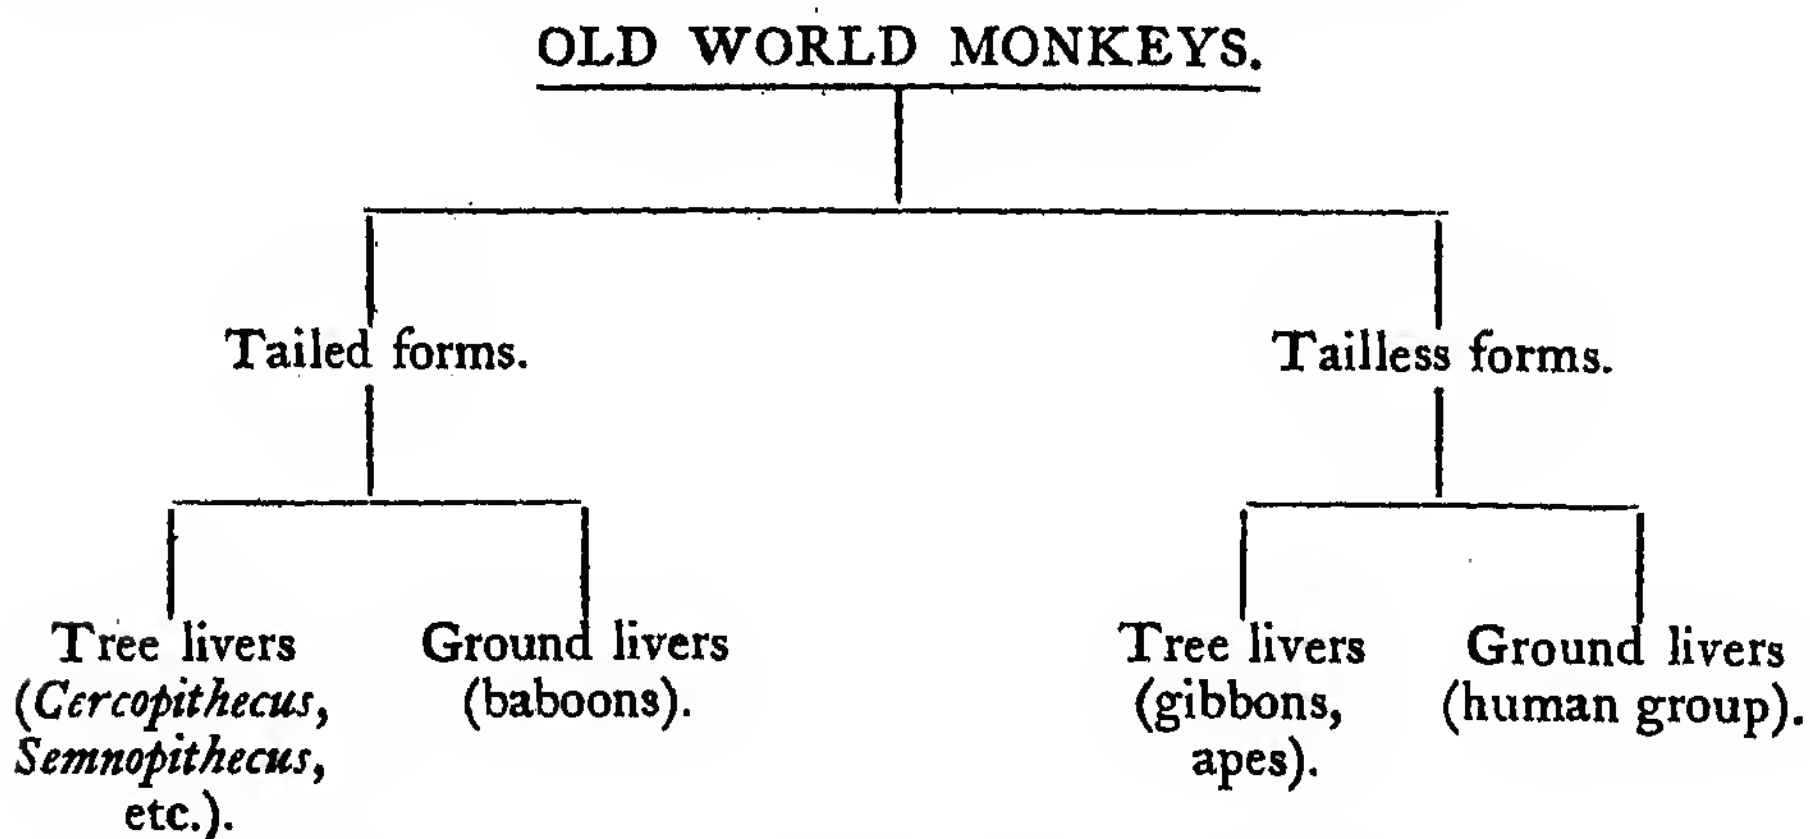 OLD WORLD MONKEYS.
Tailed forms.
Tailless forms.
Tree livers
(Cercopithecus,
Semnopithecus,
etc.).
Ground livers
(baboons).
Tree livers
(gibbons,
apes).
Ground livers
(human group).